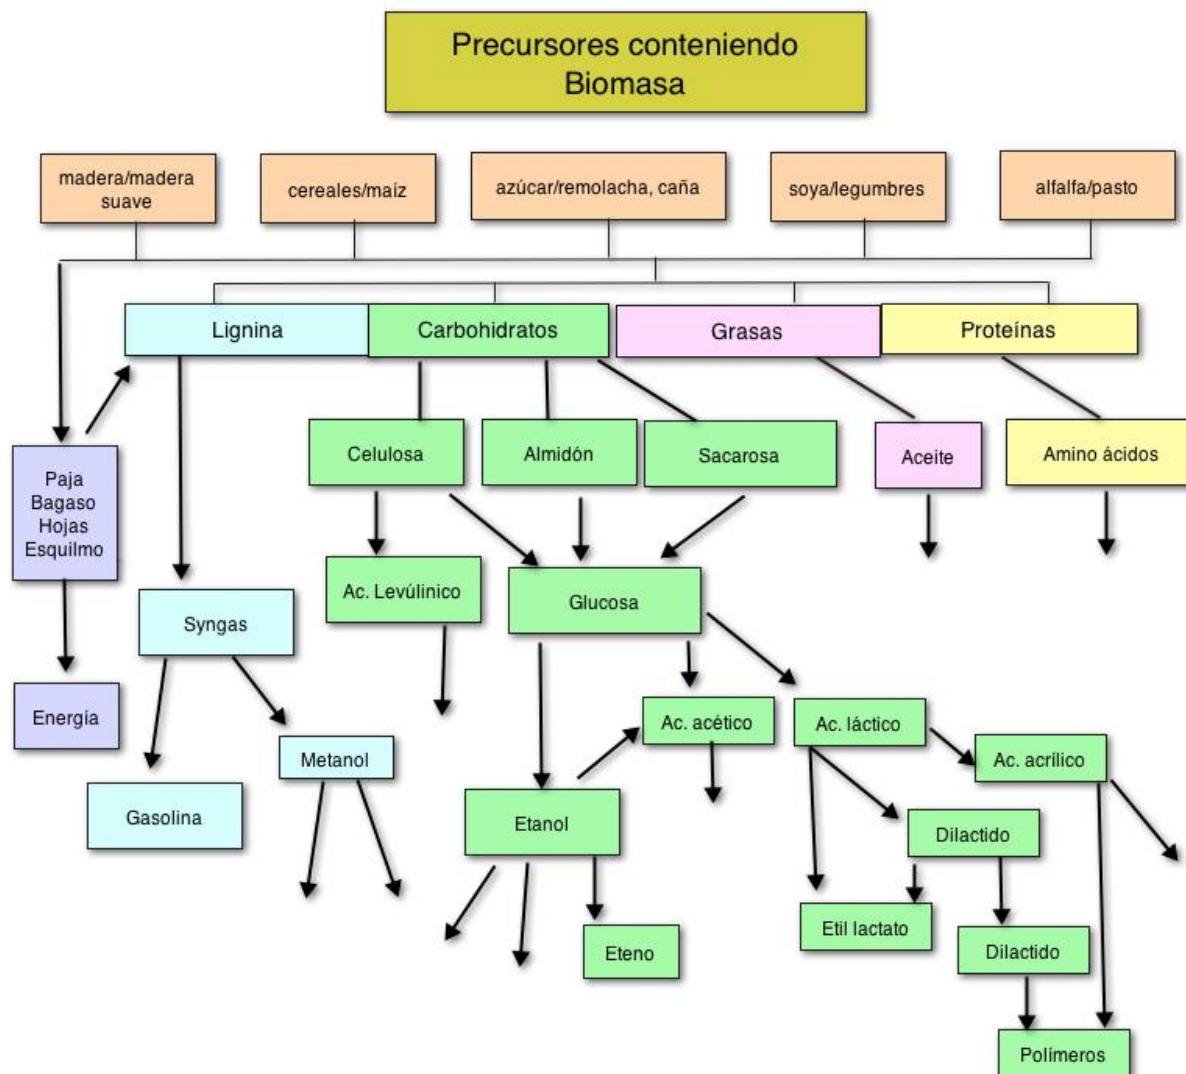 Precursores conteniendo
Biomasa
madera/madera
suave
cereales/maíz
azúcar/remolacha, caña
soya/legumbres
alfalfa/pasto
Lignina
Carbohidratos
Grasas
Proteínas
Paja
Bagaso
Hojas
Esquilmo
Celulosa
Almidón
Sacarosa
Aceite
Amino ácidos
Ac. Levúlinico
Glucosa
Syngas
Energía
Metanol
Ac. acético
Ac. láctico
Ac. acrílico
Gasolina
Etanol
Dilactido
Etil lactato
Eteno
Dilactido
Polímeros